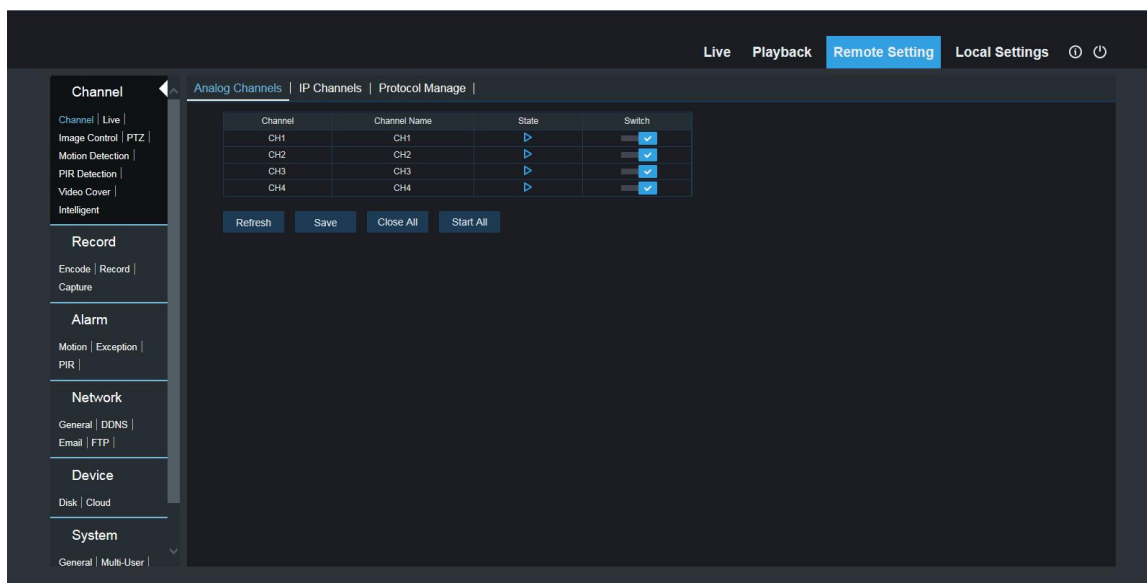 Live Playback Remote Setting Local Settings
Channel
Channel | Live |
Image Control | PTZ |
Motion Detection |
PIR Detection |
Video Cover |
Intelligent
Record
Encode | Record |
Capture
Alarm
Motion | Exception |
PIR |
Network
General | DDNS |
Email | FTP |
Device
Disk | Cloud
System
General | Multi-User |
Analog Channels | IP Channels | Protocol Manage |
Channel Channel Name State Switch
CH1 CH1
CH2 CH2
CH3 CH3
CH4 CH4
Refresh Save Close All Start All